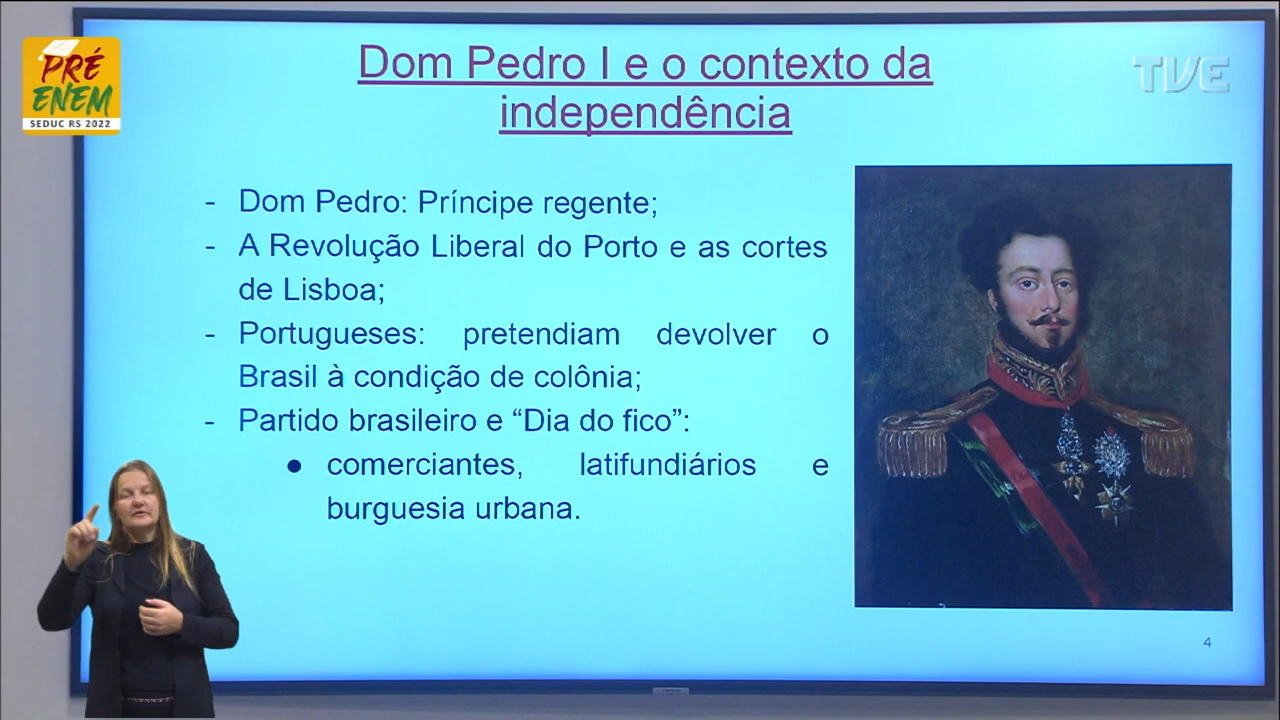 PRÉ
ENEM
SEDUC RS 2022
TVE
Dom Pedro I e o contexto da
independência
- Dom Pedro: Príncipe regente;
- A Revolução Liberal do Porto e as cortes
de Lisboa;
- Portugueses: pretendiam devolver o
Brasil à condição de colônia;
- Partido brasileiro e “Dia do fico”:
● comerciantes, latifundiários e
burguesia urbana.
4